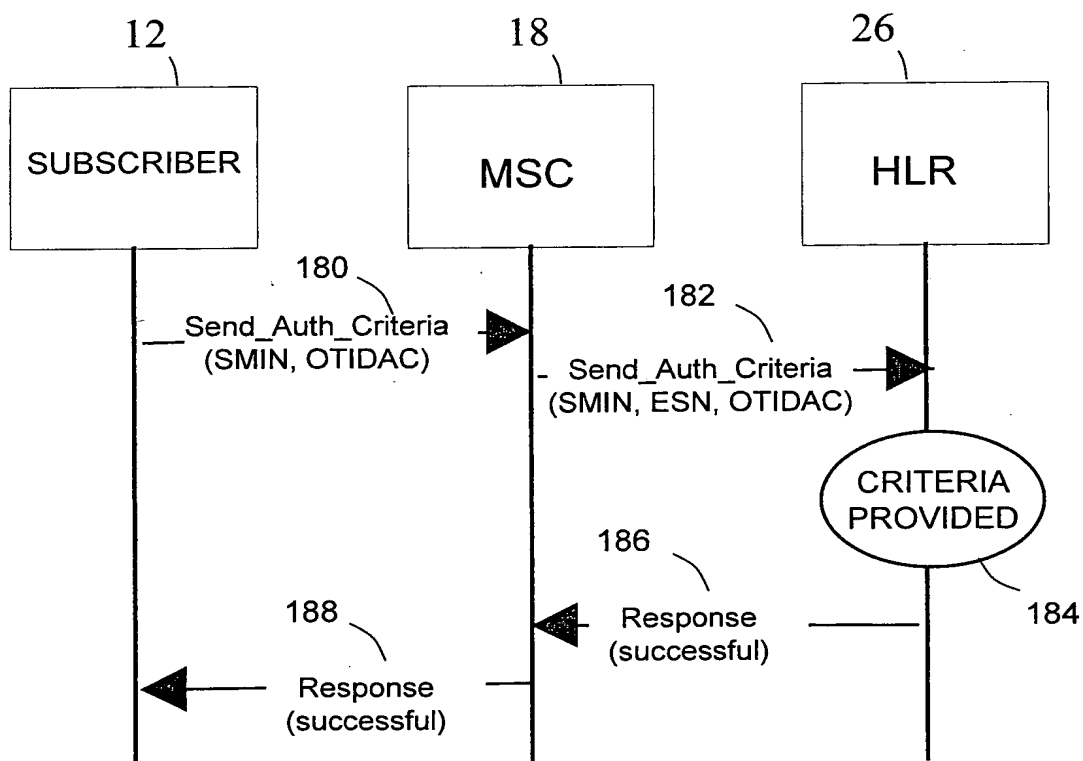 12
18
26
SUBSCRIBER
MSC
HLR
180
Send_Auth_Criteria
(SMIN, OTIDAC)
182
Send_Auth_Criteria
(SMIN, ESN, OTIDAC)
CRITERIA
PROVIDED
184
186
Response
(successful)
188
Response
(successful)